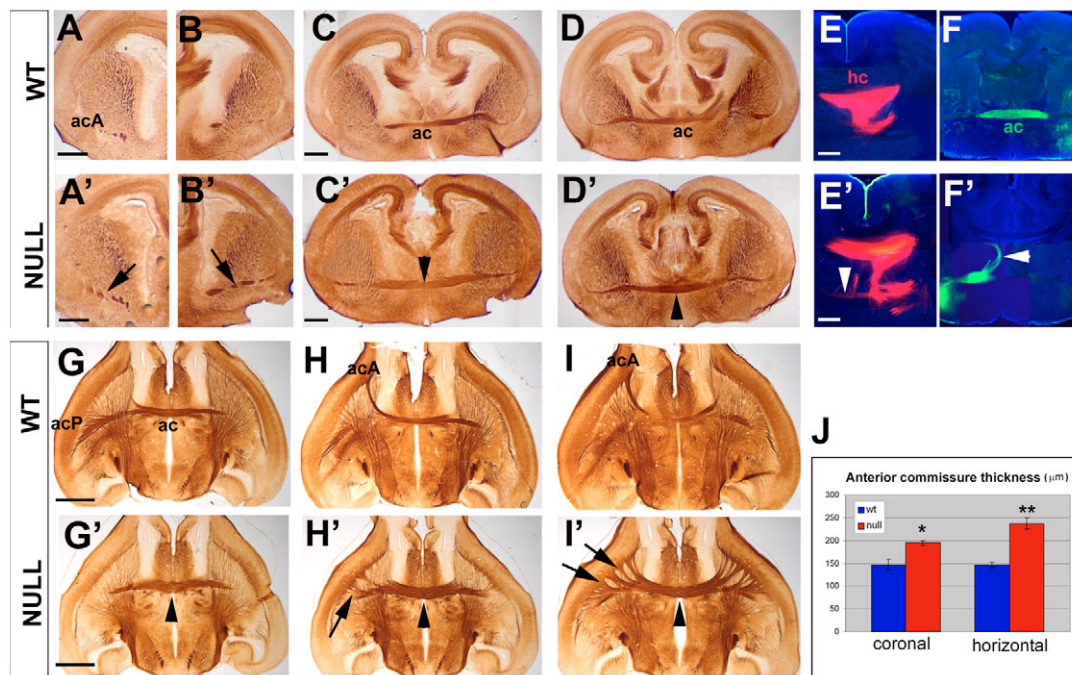 WT
A
acA
B
C
ac
D
ac
E
hc
F
ac
NULL
A'
B'
C'
D'
E'
F'
WT
G
acP
ac
H
acA
I
acA
NULL
G'
H'
I'
J
Anterior commissure thickness (μm)
300
250
200
150
100
50
0
wt
null
*
**
coronal
horizontal